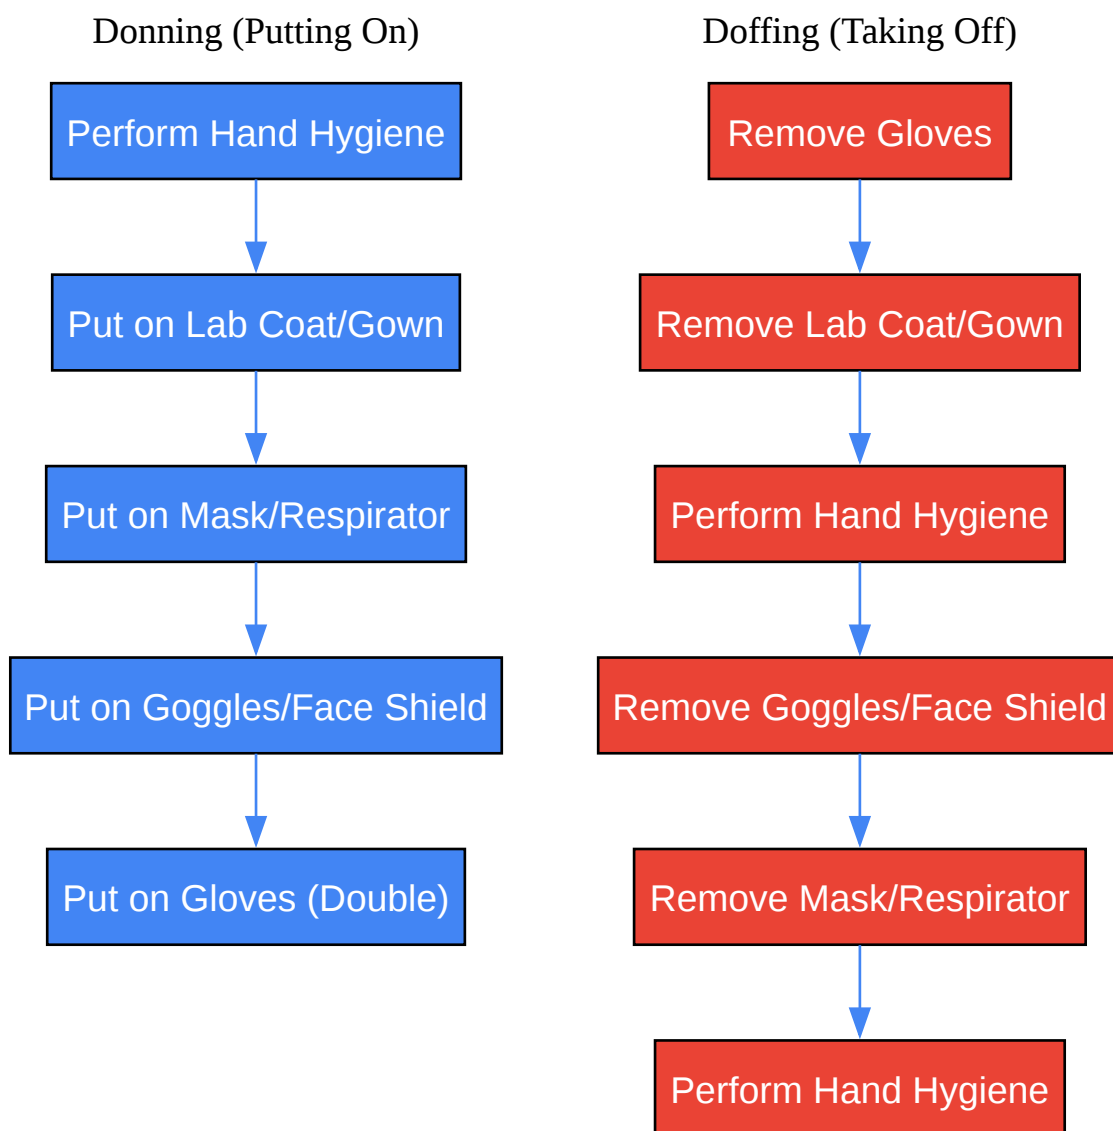 Donning (Putting On)
Perform Hand Hygiene
Put on Lab Coat/Gown
Put on Mask/Respirator
Put on Goggles/Face Shield
Put on Gloves (Double)
Doffing (Taking Off)
Remove Gloves
Remove Lab Coat/Gown
Perform Hand Hygiene
Remove Goggles/Face Shield
Remove Mask/Respirator
Perform Hand Hygiene